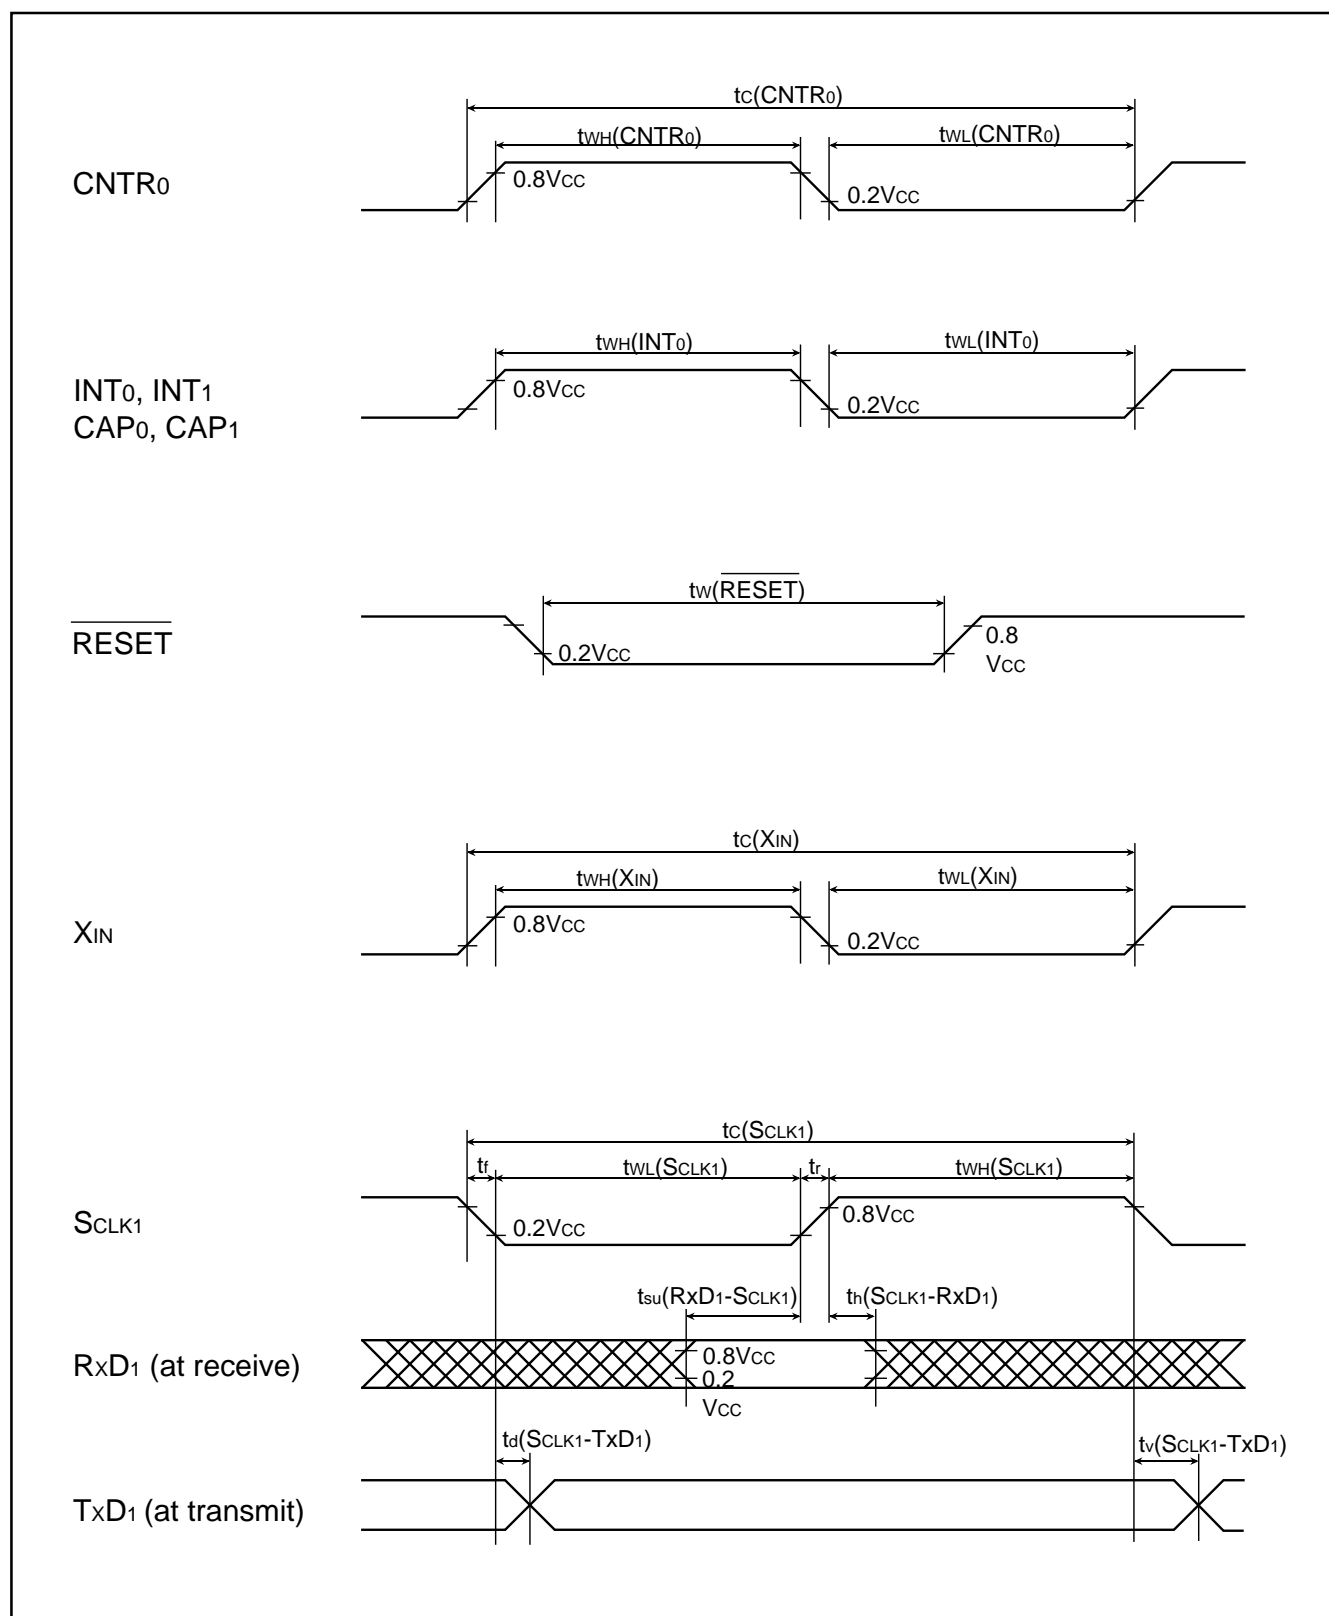 tC(CNTR0)
tWH(CNTR0)
tWL(CNTR0)
CNTR0
0.8VCC
0.2VCC
tWH(INT0)
tWL(INT0)
INT0, INT1
CAP0, CAP1
0.8VCC
0.2VCC
tW(RESET)
RESET
0.2VCC
0.8
VCC
tC(XIN)
tWH(XIN)
tWL(XIN)
XIN
0.8VCC
0.2VCC
tC(SCLK1)
tf
tWL(SCLK1)
tr
tWH(SCLK1)
SCLK1
0.2VCC
0.8VCC
tsu(RxD1-SCLK1)
th(SCLK1-RxD1)
RXD1 (at receive)
0.8VCC
0.2
VCC
td(SCLK1-TxD1)
tv(SCLK1-TxD1)
TXD1 (at transmit)